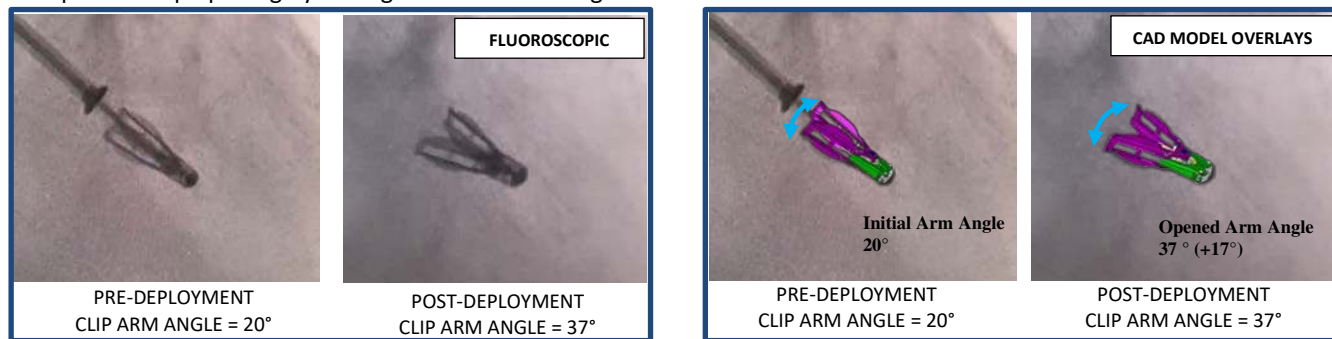 FLUOROSCOPIC
PRE-DEPLOYMENT
CLIP ARM ANGLE = 20°
POST-DEPLOYMENT
CLIP ARM ANGLE = 37°
CAD MODEL OVERLAYS
Initial Arm Angle
20°
Opened Arm Angle
37 ° (+17°)
PRE-DEPLOYMENT
CLIP ARM ANGLE = 20°
POST-DEPLOYMENT
CLIP ARM ANGLE = 37°